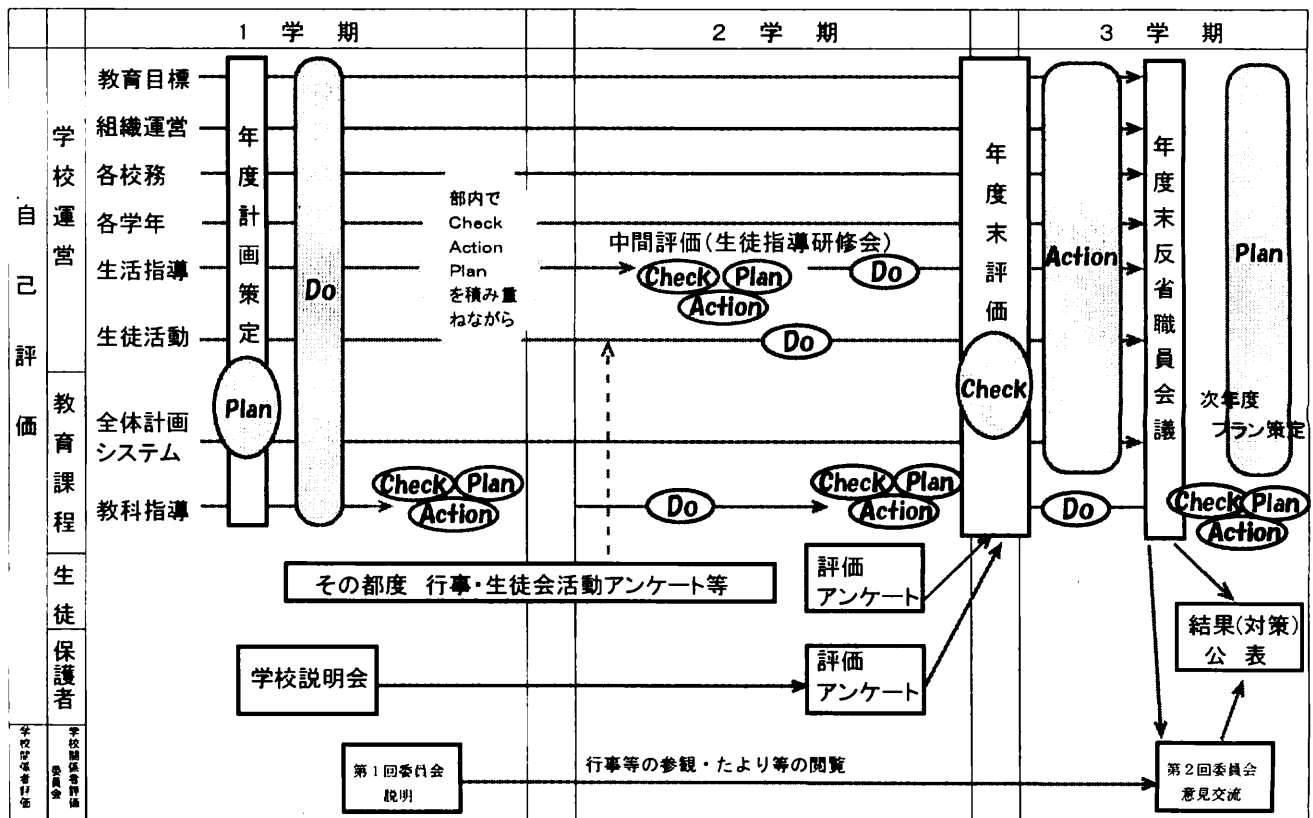 1 学 期
2 学 期
3 学 期
自己評価
学校運営
教育目標
組織運営
各校務
各学年
生活指導
生徒活動
教育課程
全体計画
システム
教科指導
年度計画策定
Plan
Do
部内で
Check
Action
Plan
を積み重
ねながら
Check
Plan
Action
中間評価(生徒指導研修会)
Check
Plan
Action
Do
Do
Do
Check
Plan
Action
年度末評価
Check
Action
Do
年度末反省職員会議
Plan
次年度
プラン策定
Check
Plan
Action
生徒
その都度 行事・生徒会活動アンケート等
評価
アンケート
保護者
学校説明会
評価
アンケート
結果(対策)
公 表
学校関係者評価
学校関係者評価
委員会
第1回委員会
説明
行事等の参観・たより等の閲覧
第2回委員会
意見交流